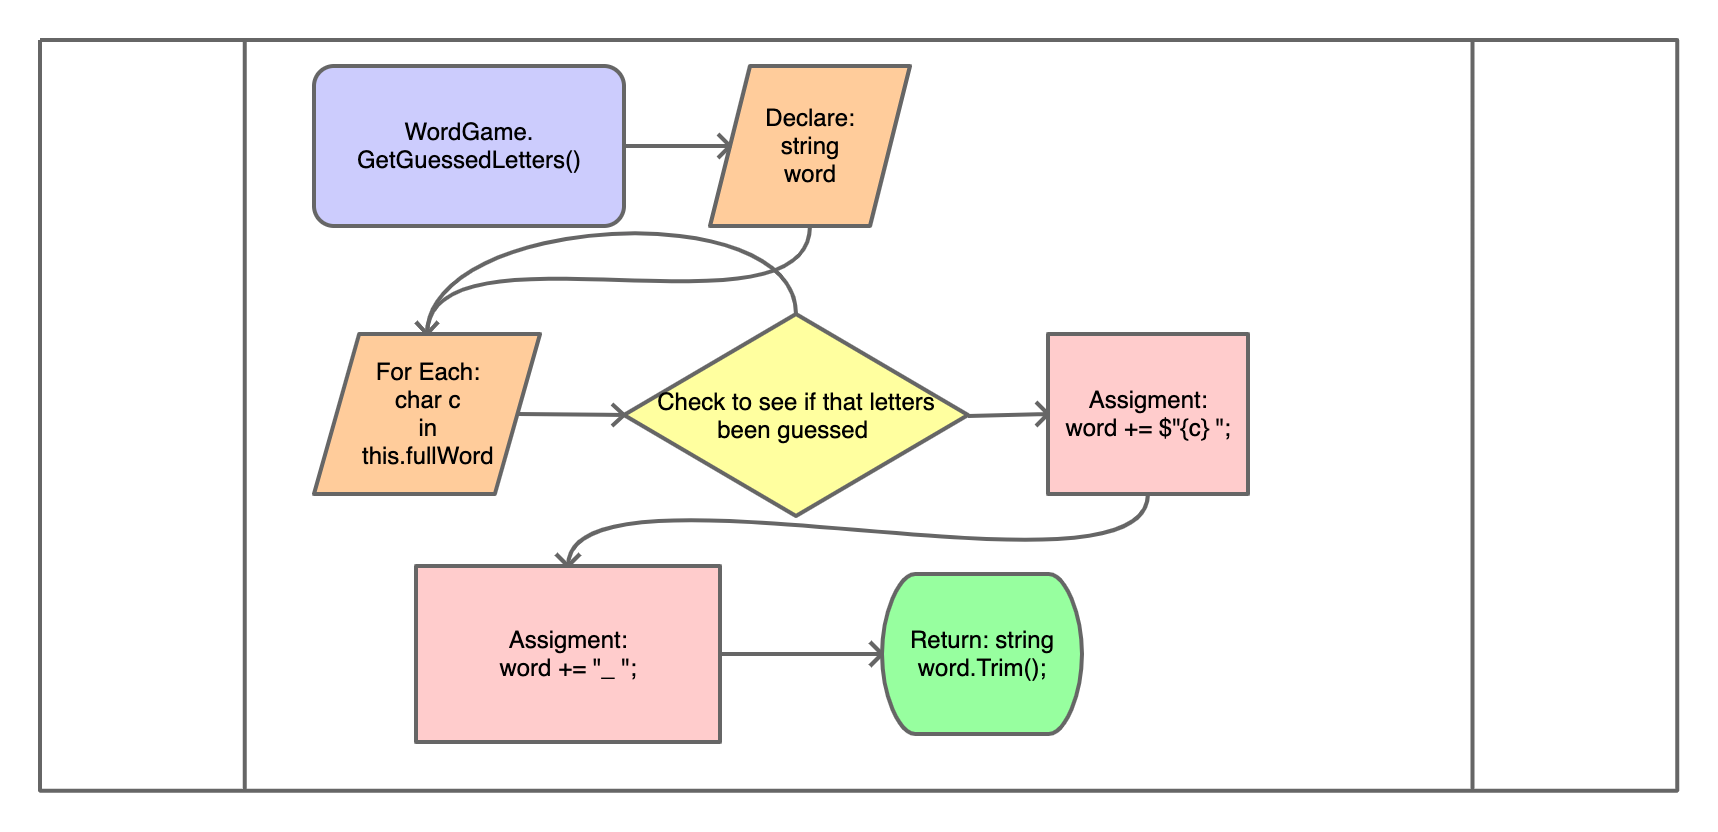 WordGame.
GetGuessedLetters()
Declare:
string
word
For Each:
char c
in
this.fullWord
Check to see if that letters
been guessed
Assigment:
word += $"{c} ";
Assigment:
word += "_ ";
Return: string
word.Trim();